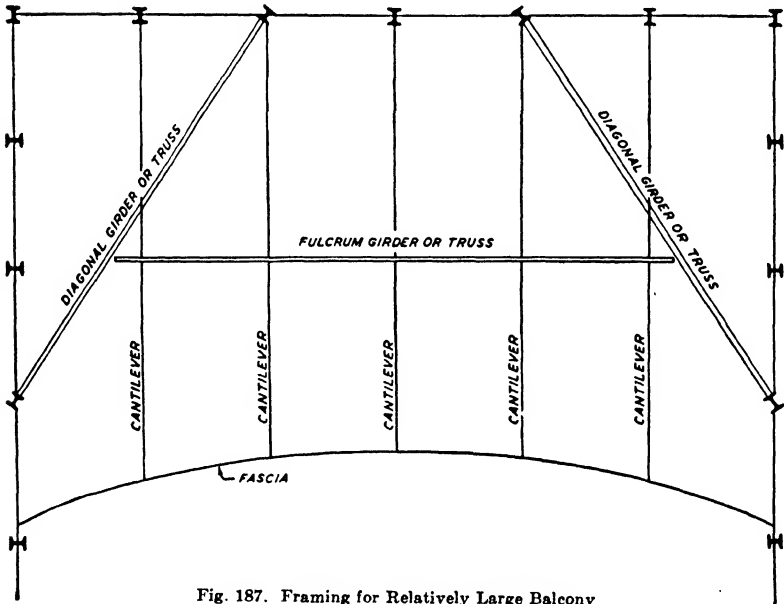 DIAGONAL GIRDER OR TRUSS
DIAGONAL GIRDER OR TRUSS
FULCRUM GIRDER OR TRUSS
CANTILEVER
CANTILEVER
CANTILEVER
CANTILEVER
CANTILEVER
FASCIA
Fig. 187. Framing for Relatively Large Balcony